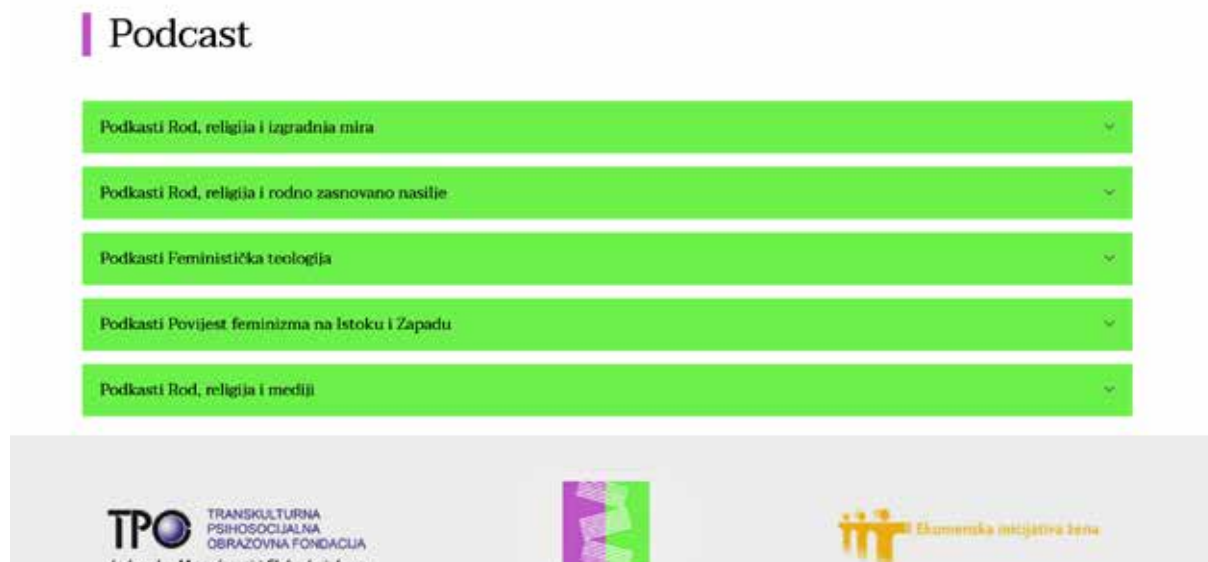 Podcast
Podkasti Rod, religija i izgradnja mira
Podkasti Rod, religija i rodno zasnovano nasilje
Podkasti Feministička teologija
Podkasti Povijest feminizma na Istoku i Zapadu
Podkasti Rod, religija i mediji
TPO
TRANSKULTURNA
PSIHOSOCIJALNA
OBRAZOVNA FONDACIJA
Ekumenska inicijativa žena